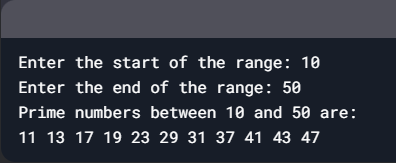 Enter the start of the range: 10
Enter the end of the range: 50
Prime numbers between 10 and 50 are:
11 13 17 19 23 29 31 37 41 43 47